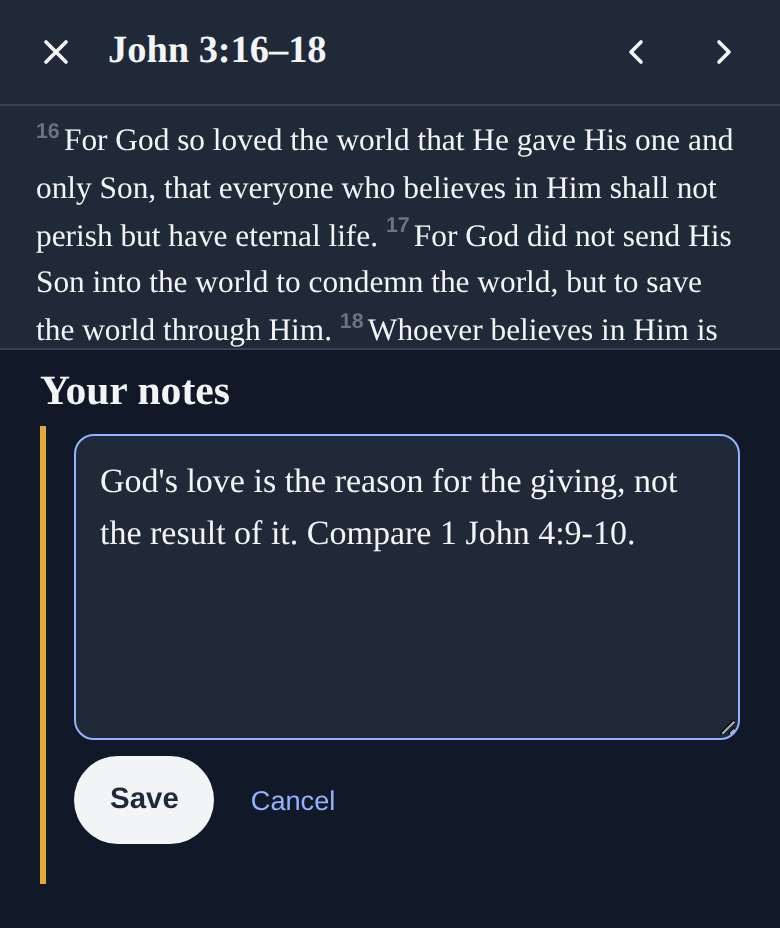 John 3:16–18
16 For God so loved the world that He gave His one and
only Son, that everyone who believes in Him shall not
perish but have eternal life. 17 For God did not send His
Son into the world to condemn the world, but to save
the world through Him. 18 Whoever believes in Him is
Your notes
God's love is the reason for the giving, not
the result of it. Compare 1 John 4:9-10.
Save
Cancel